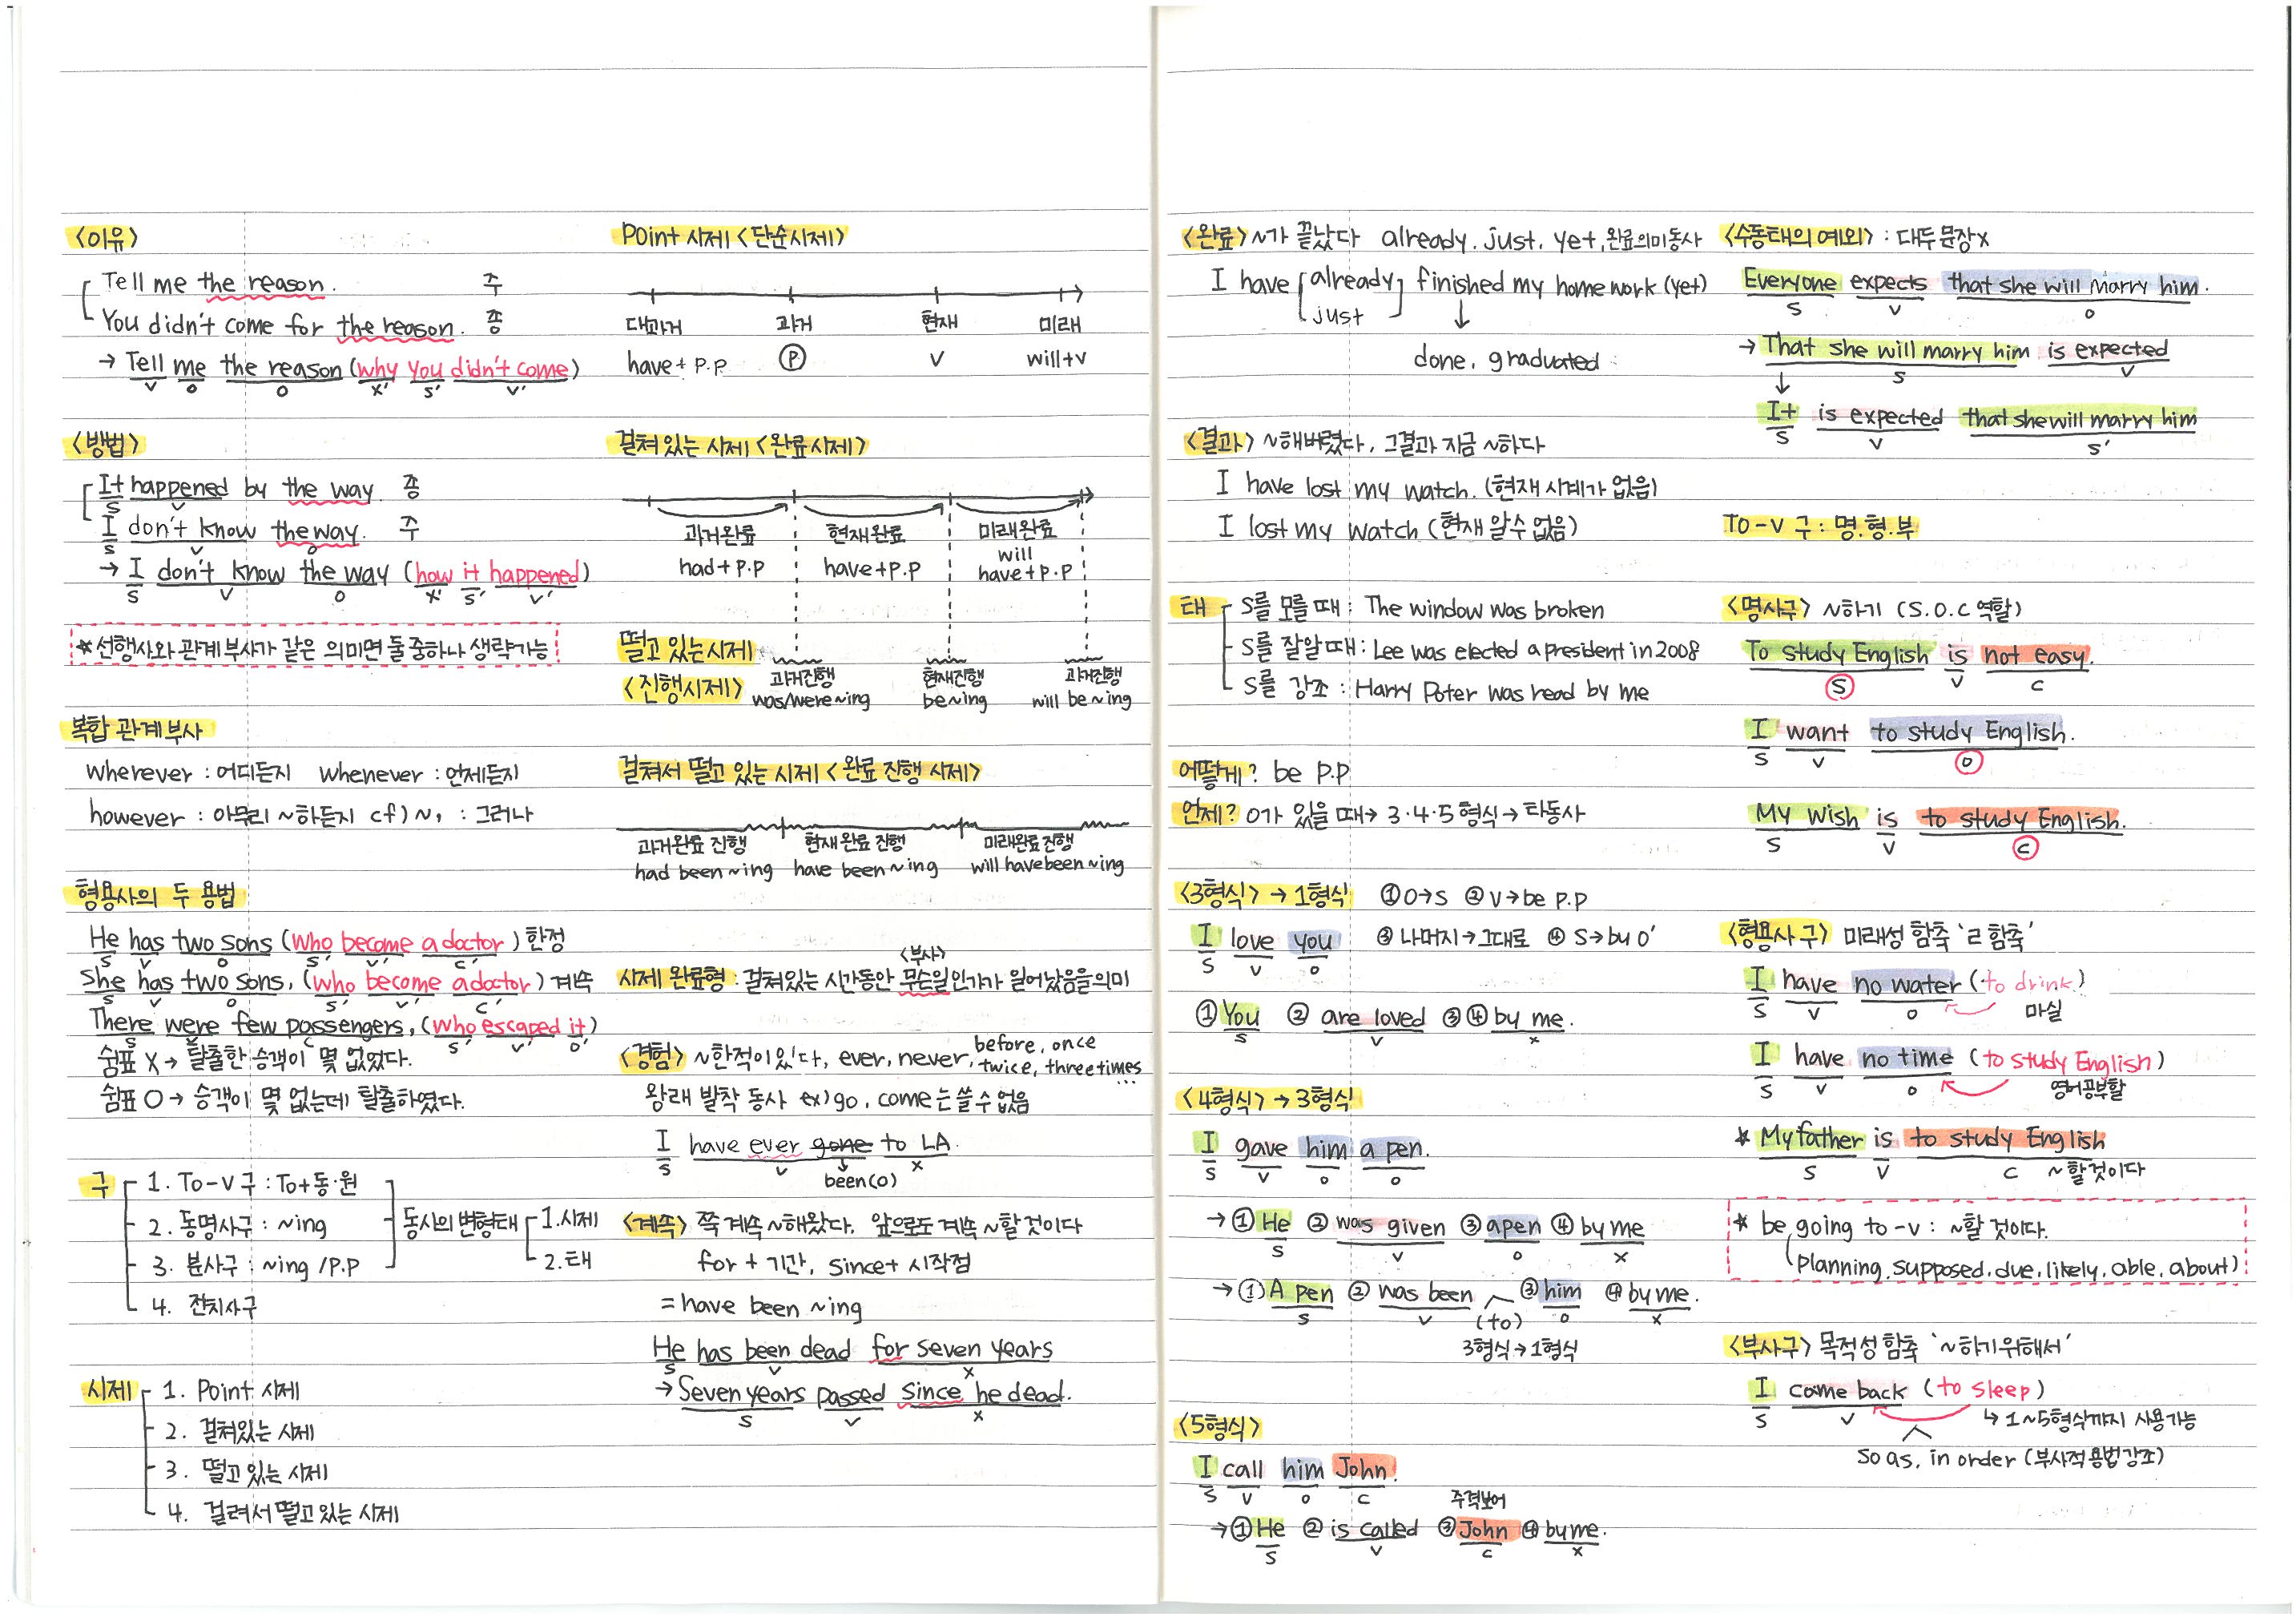 <이유>
Tell me the reason. 주
You didn't come for the reason. 종
→ Tell me the reason (why you didn't come)
V O O X' S' V'
<방법>
It happened by the way. 종
S V
I don't know the way. 주
S V O
→ I don't know the way (how it happened)
S V O X' S' V'
*선행사와 관계부사가 같은 의미면 둘 중하나 생략가능
복합 관계부사
wherever : 어디든지 whenever : 언제든지
however : 아무리 ~하든지 cf) ~, : 그러나
형용사의 두 용법
He has two sons (who become a doctor) 한정
S V O S' V' C'
She has two sons, (who become a doctor) 계속
S V O S' V' C'
There were few passengers, (who escaped it)
S V C S' V' O'
쉼표 X → 탈출한 승객이 몇 없었다.
쉼표 O → 승객이 몇 없는데 탈출하였다.
구 1. To-V 구 : To+동·원
2. 동명사구 : ~ing
3. 분사구 : ~ing / P.P
4. 전치사구
동사의 변형태 1.시제
2.태
시제 1. Point 시제
2. 걸쳐있는 시제
3. 떨고 있는 시제
4. 걸려서 떨고 있는 시제
Point 시제 <단순시제>
대과거 과거 현재 미래
have+P.P Ⓟ V will+v
걸쳐 있는 시제 <완료시제>
과거완료 현재완료 미래완료
had+P.P have+P.P will have+P.P
떨고 있는 시제
<진행시제>
과거진행 현재진행 과거진행
was/were~ing be~ing will be~ing
걸쳐서 떨고 있는 시제 <완료 진행 시제>
과거완료 진행 현재완료 진행 미래완료 진행
had been ~ing have been ~ing will have been ~ing
<부사>
시제 완료형 : 걸쳐있는 시간동안 무슨일인가가 일어났음을의미
<경험> ~한적이있다, ever, never, before, once
twice, three times ...
왕래 발착 동사 ex) go, come는 쓸 수 없음
I have ever gone to LA.
S V X
been(o)
<계속> 쭉 계속 ~해왔다. 앞으로도 계속 ~할 것이다
for + 기간, since+ 시작점
= have been ~ing
He has been dead for seven years
S V X
→ Seven years passed since he dead.
S V X
<완료> ~가 끝났다 already. just. yet, 완료의미동사
I have already finished my homework (yet)
just
done, graduated
<결과> ~해버렸다, 그결과 지금 ~하다
I have lost my watch. (현재 시계가 없음)
I lost my watch (현재 알수 없음)
태 S를 모를 때 : The window was broken
S를 잘알 때 : Lee was elected a president in 2008
S를 강조 : Harry Poter was read by me
어떻게? be P.P
언제? O가 있을 때→ 3·4·5 형식→ 타동사
<3형식> → 1형식 ①O→S ②V→be P.P
I love you ③나머지→그대로 ④ S→by O'
S V O
①You ② are loved ③④ by me.
S V X
<4형식> → 3형식
I gave him a pen.
S V O O
→ ①He ② was given ③ a pen ④ by me
S V O X
→ ①A pen ② was been (to) ③ him ④ by me.
S V O X
3형식→1형식
<5형식>
I call him John.
S V O C
주격보어
→ ①He ② is called ③John ④ by me.
S V C X
<수동태의 예외> : 대두 문장x
Everyone expects that she will marry him.
S V O
→ That she will marry him is expected
S V
It is expected that she will marry him
S V S'
To-V 구 : 명.형.부
<명사구> ~하기 (S.O.C 역할)
To study English is not easy.
S V C
I want to study English.
S V O
My wish is to study English.
S V C
<형용사 구> 미래성 함축 'ㄹ 함축'
I have no water (to drink)
S V O 마실
I have no time (to study English)
S V O 영어공부할
* My father is to study English
S V C ~할것이다
* be going to -v : ~할 것이다.
(planning, supposed, due, likely, able, about)
<부사구> 목적성 함축 '~하기위해서'
I came back (to sleep)
S V ↳ 1~5형식까지 사용가능
so as, in order (부사적용법강조)